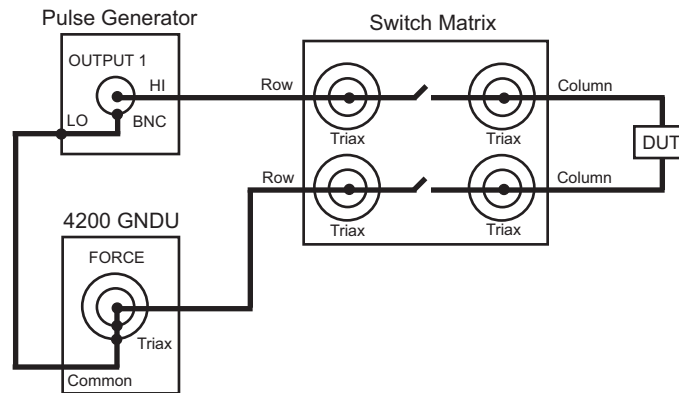 Pulse Generator
Switch Matrix
OUTPUT 1
HI
LO
BNC
Row
Column
Triax
Triax
DUT
Row
Column
Triax
Triax
4200 GNDU
FORCE
Triax
Common